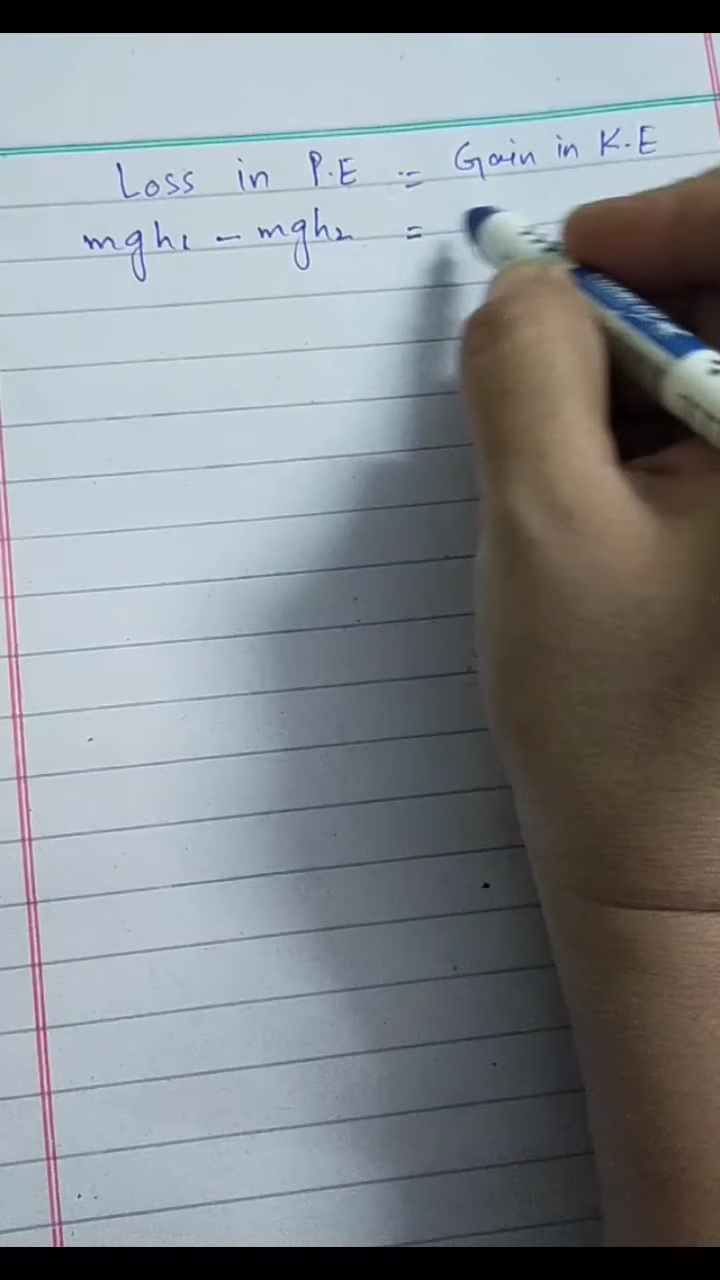 Loss in P.E = Gain in K.E
mgh₁ - mgh₂ =